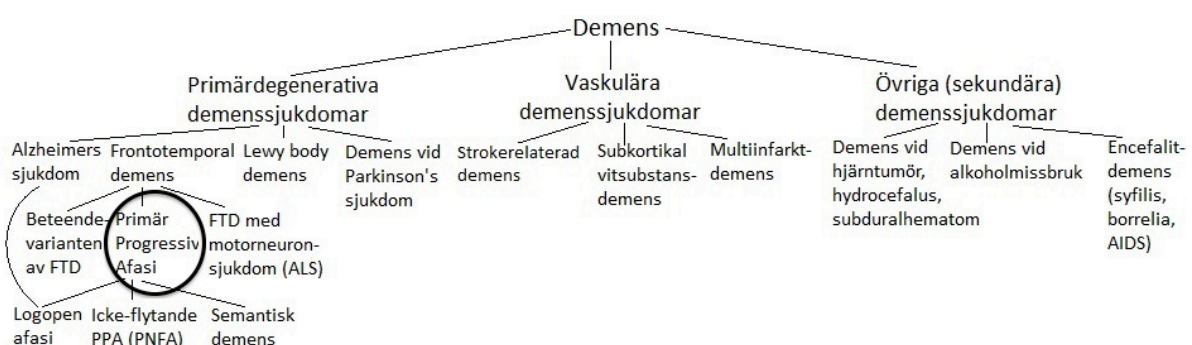 Demens
Primärdegenerativa
demenssjukdomar
Vaskulära
demenssjukdomar
Övriga (sekundära)
demenssjukdomar
Alzheimers
sjukdom
Frontotemporal
demens
Lewy body
demens
Demens vid
Parkinson's
sjukdom
Strokerelaterad
demens
Subkortikal
vitsubstans-
demens
Multiinfarkt-
demens
Demens vid
hjärntumör,
hydrocefalus,
subduralhematom
Demens vid
alkoholmissbruk
Encefalit-
demens
(syfilis,
borrelia,
AIDS)
Beteende-
varianten
av FTD
Primär
Progressiv
Afasi
FTD med
motorneuron-
sjukdom (ALS)
Logopen
afasi
Icke-flytande
PPA (PNFA)
Semantisk
demens